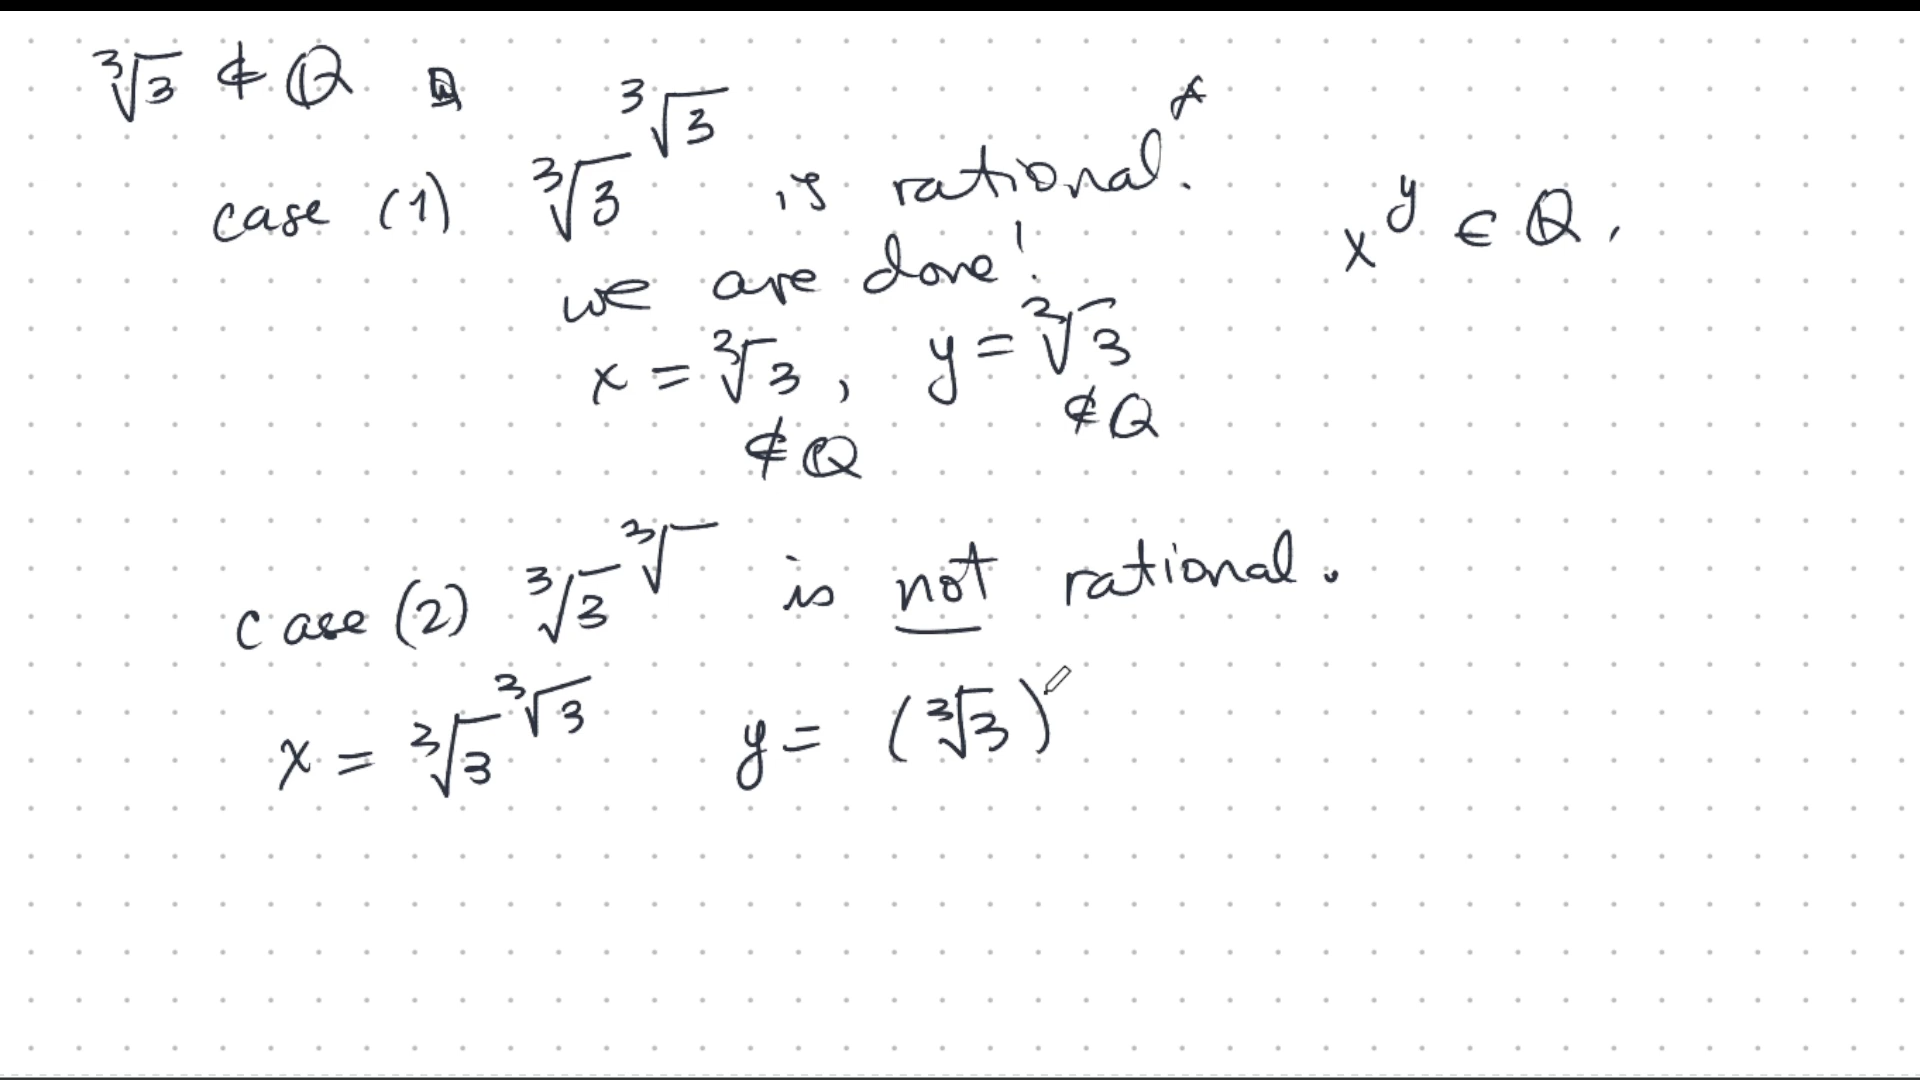 ∛3 ∉ ℚ
case (1) ∛3^∛3 is rational. x^y ∈ ℚ,
we are done!
x = ∛3, y = ∛3
∉ ℚ ∉ ℚ
case (2) ∛3^∛ is not rational.
x = ∛3^∛3 y = (∛3)